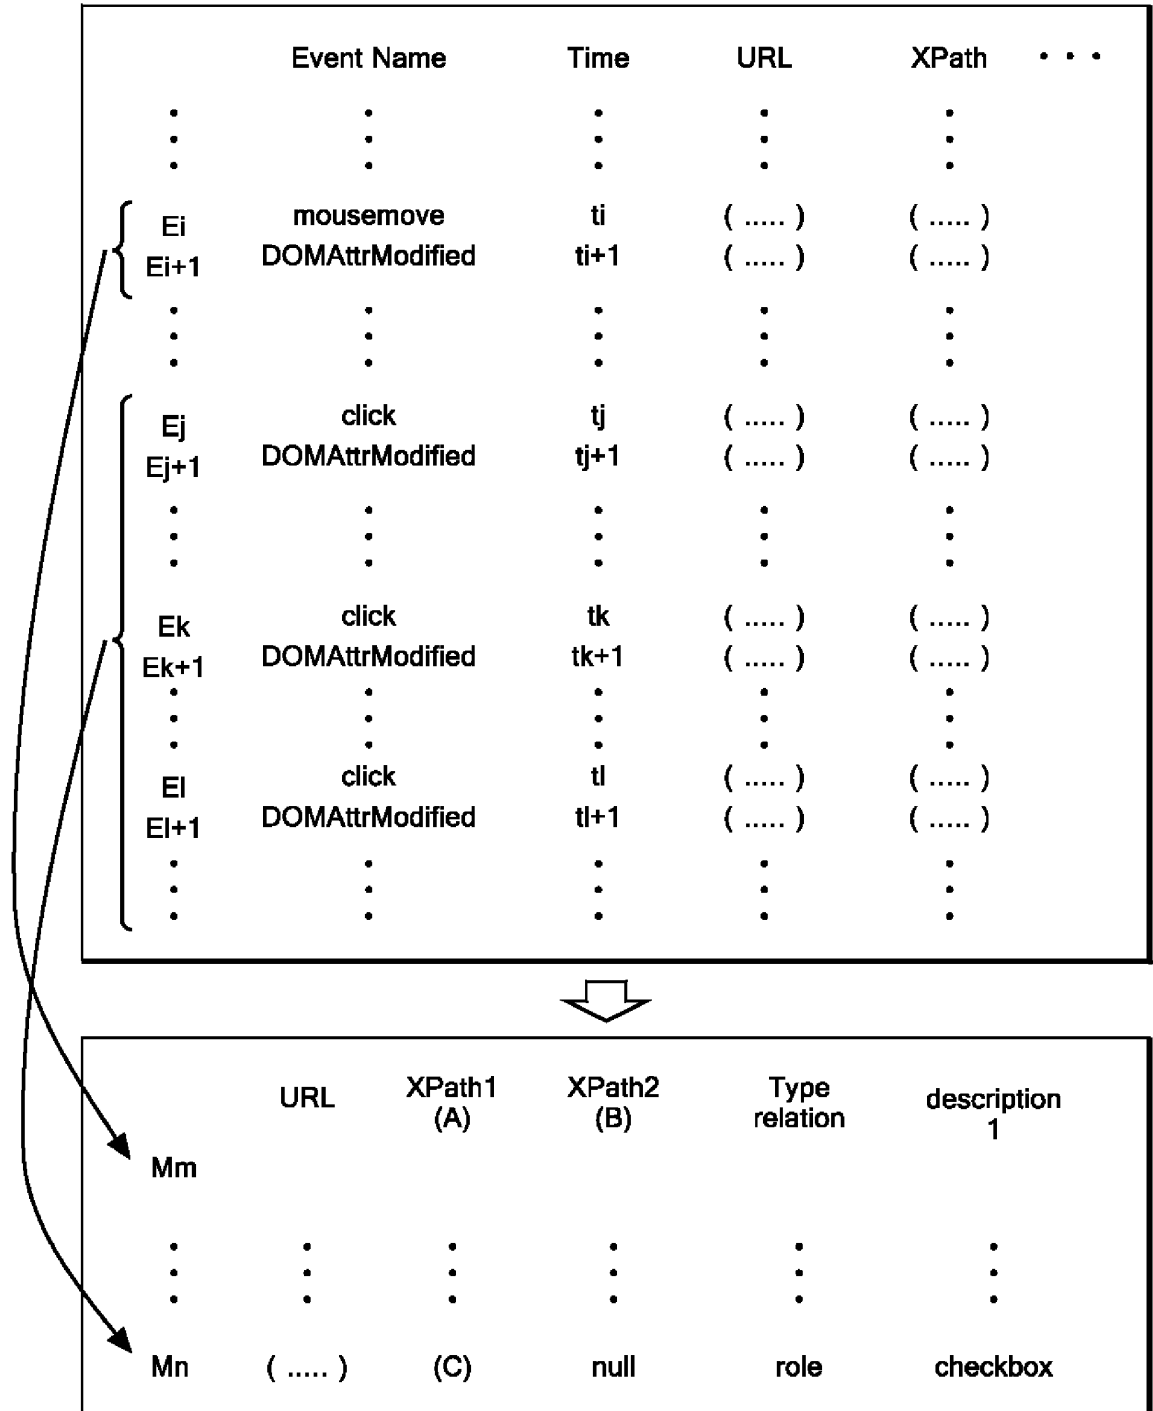 Event Name Time URL XPath . . .
Ei mousemove ti ( ..... ) ( ..... )
Ei+1 DOMAttrModified ti+1 ( ..... ) ( ..... )
Ej click tj ( ..... ) ( ..... )
Ej+1 DOMAttrModified tj+1 ( ..... ) ( ..... )
Ek click tk ( ..... ) ( ..... )
Ek+1 DOMAttrModified tk+1 ( ..... ) ( ..... )
El click tl ( ..... ) ( ..... )
El+1 DOMAttrModified tl+1 ( ..... ) ( ..... )
URL XPath1 XPath2 Type description
(A) (B) relation 1
Mm
Mn ( ..... ) (C) null role checkbox